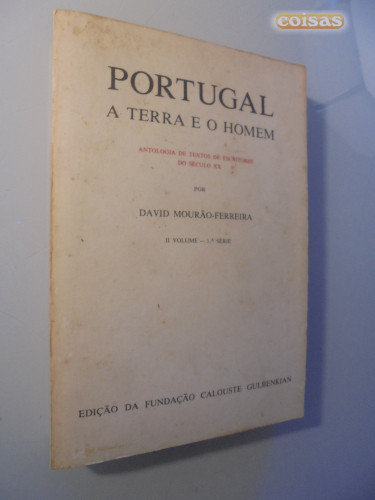 coisas
PORTUGAL
A TERRA E O HOMEM
ANTOLOGIA DE TEXTOS DE ESCRITORES
DO SÉCULO XX
POR
DAVID MOURÃO-FERREIRA
II VOLUME — 1.ª SÉRIE
EDIÇÃO DA FUNDAÇÃO CALOUSTE GULBENKIAN